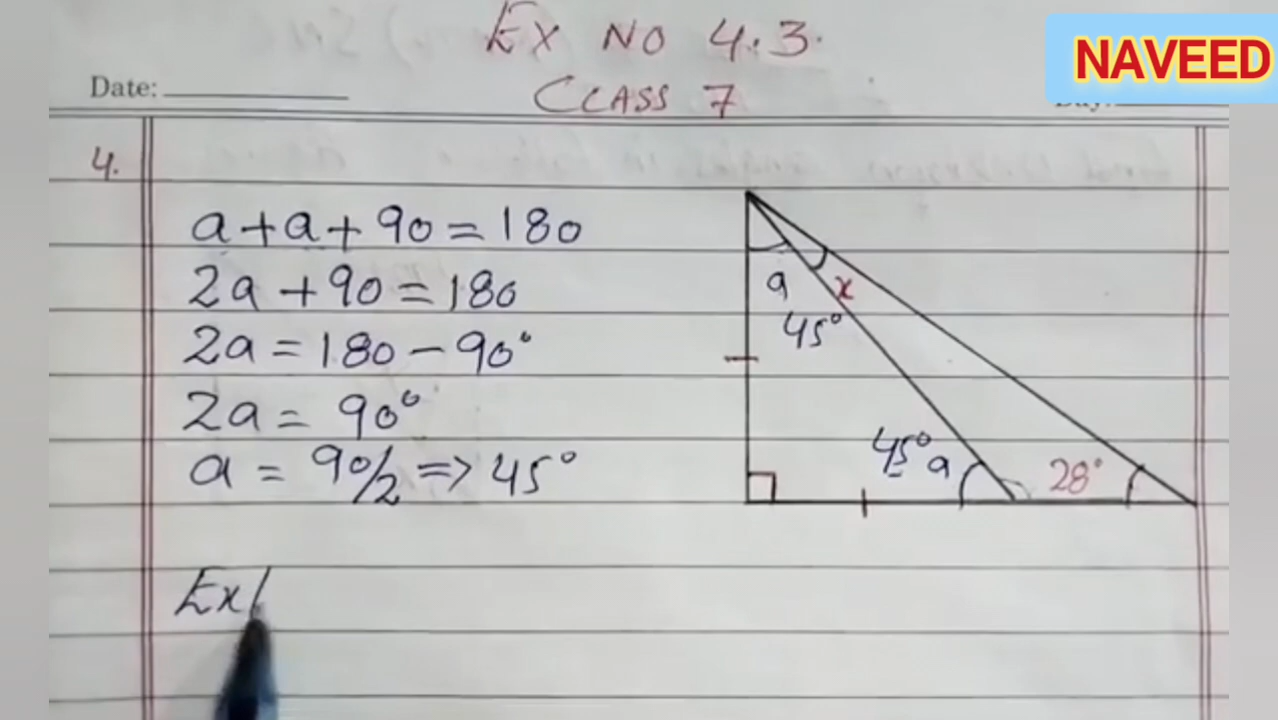 Ex No 4.3.
NAVEED
Date:
Class 7
4.
a+a+90=180
2a+90=180
2a=180-90°
2a= 90°
a = 90/2 => 45°
a
x
45°
45° a
28°
Ex